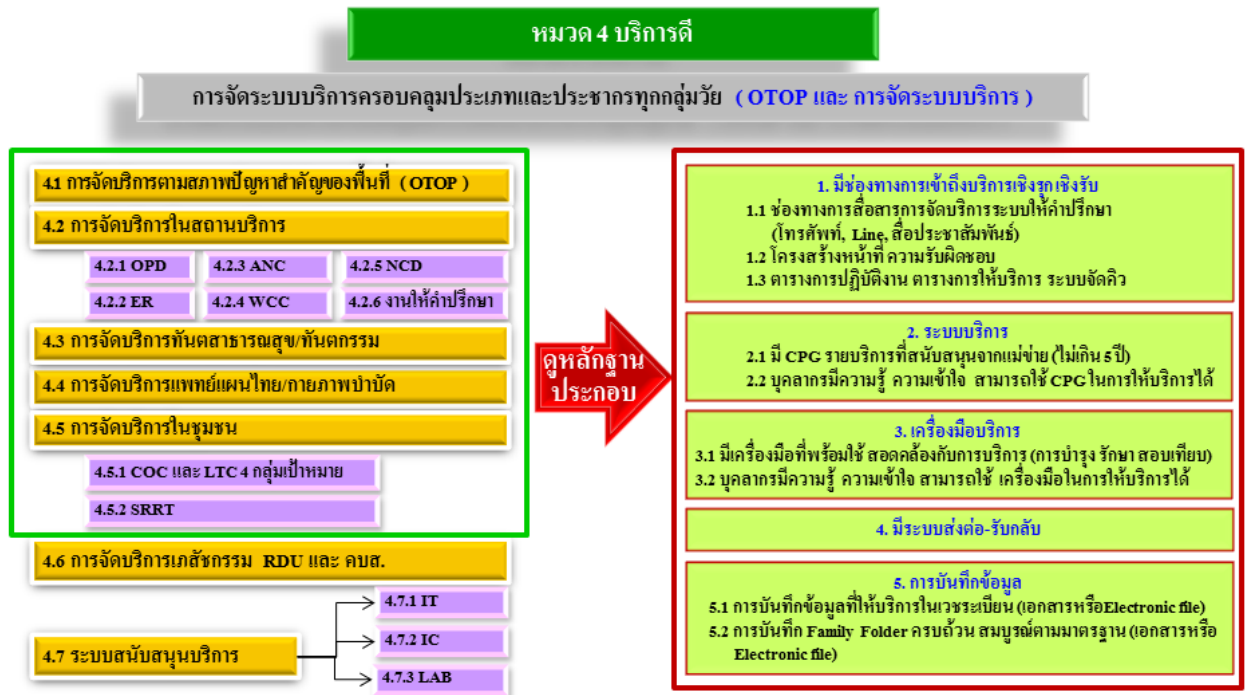 หมวด 4 บริการดี
การจัดระบบบริการครอบคลุมประเภทและประชากรทุกกลุ่มวัย ( OTOP และ การจัดระบบบริการ )
4.1 การจัดบริการตามสภาพปัญหาสำคัญของพื้นที่ ( OTOP )
4.2 การจัดบริการในสถานบริการ
4.2.1 OPD
4.2.3 ANC
4.2.5 NCD
4.2.2 ER
4.2.4 WCC
4.2.6 งานให้คำปรึกษา
4.3 การจัดบริการทันตสาธารณสุข/ทันตกรรม
4.4 การจัดบริการแพทย์แผนไทย/กายภาพบำบัด
4.5 การจัดบริการในชุมชน
4.5.1 COC และ LTC 4 กลุ่มเป้าหมาย
4.5.2 SRRT
4.6 การจัดบริการเภสัชกรรม RDU และ คบส.
4.7 ระบบสนับสนุนบริการ
4.7.1 IT
4.7.2 IC
4.7.3 LAB
ดูหลักฐาน
ประกอบ
1. มีช่องทางการเข้าถึงบริการเชิงรุก เชิงรับ
1.1 ช่องทางการสื่อสารการจัดบริการระบบให้คำปรึกษา
(โทรศัพท์, Line, สื่อประชาสัมพันธ์)
1.2 โครงสร้างหน้าที่ ความรับผิดชอบ
1.3 ตารางการปฏิบัติงาน ตารางการให้บริการ ระบบจัดคิว
2. ระบบบริการ
2.1 มี CPG รายบริการที่สนับสนุนจากแม่ข่าย (ไม่เกิน 5 ปี)
2.2 บุคลากรมีความรู้ ความเข้าใจ สามารถใช้ CPG ในการให้บริการได้
3. เครื่องมือบริการ
3.1 มีเครื่องมือที่พร้อมใช้ สอดคล้องกับการบริการ (การบำรุง รักษา สอบเทียบ)
3.2 บุคลากรมีความรู้ ความเข้าใจ สามารถใช้ เครื่องมือในการให้บริการได้
4. มีระบบส่งต่อ-รับกลับ
5. การบันทึกข้อมูล
5.1 การบันทึกข้อมูลที่ให้บริการในเวชระเบียน (เอกสารหรือElectronic file)
5.2 การบันทึก Family Folder ครบถ้วน สมบูรณ์ตามมาตรฐาน (เอกสารหรือ
Electronic file)